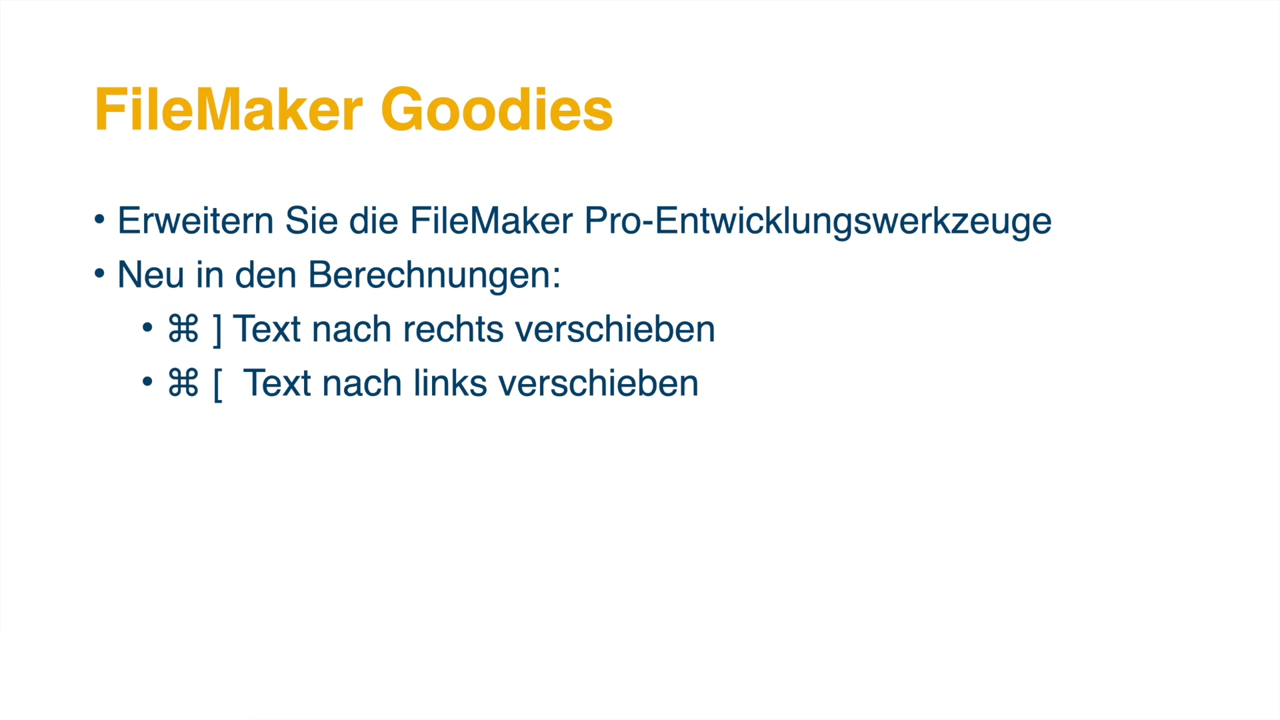 FileMaker Goodies
• Erweitern Sie die FileMaker Pro-Entwicklungswerkzeuge
• Neu in den Berechnungen:
• ⌘ ] Text nach rechts verschieben
• ⌘ [  Text nach links verschieben